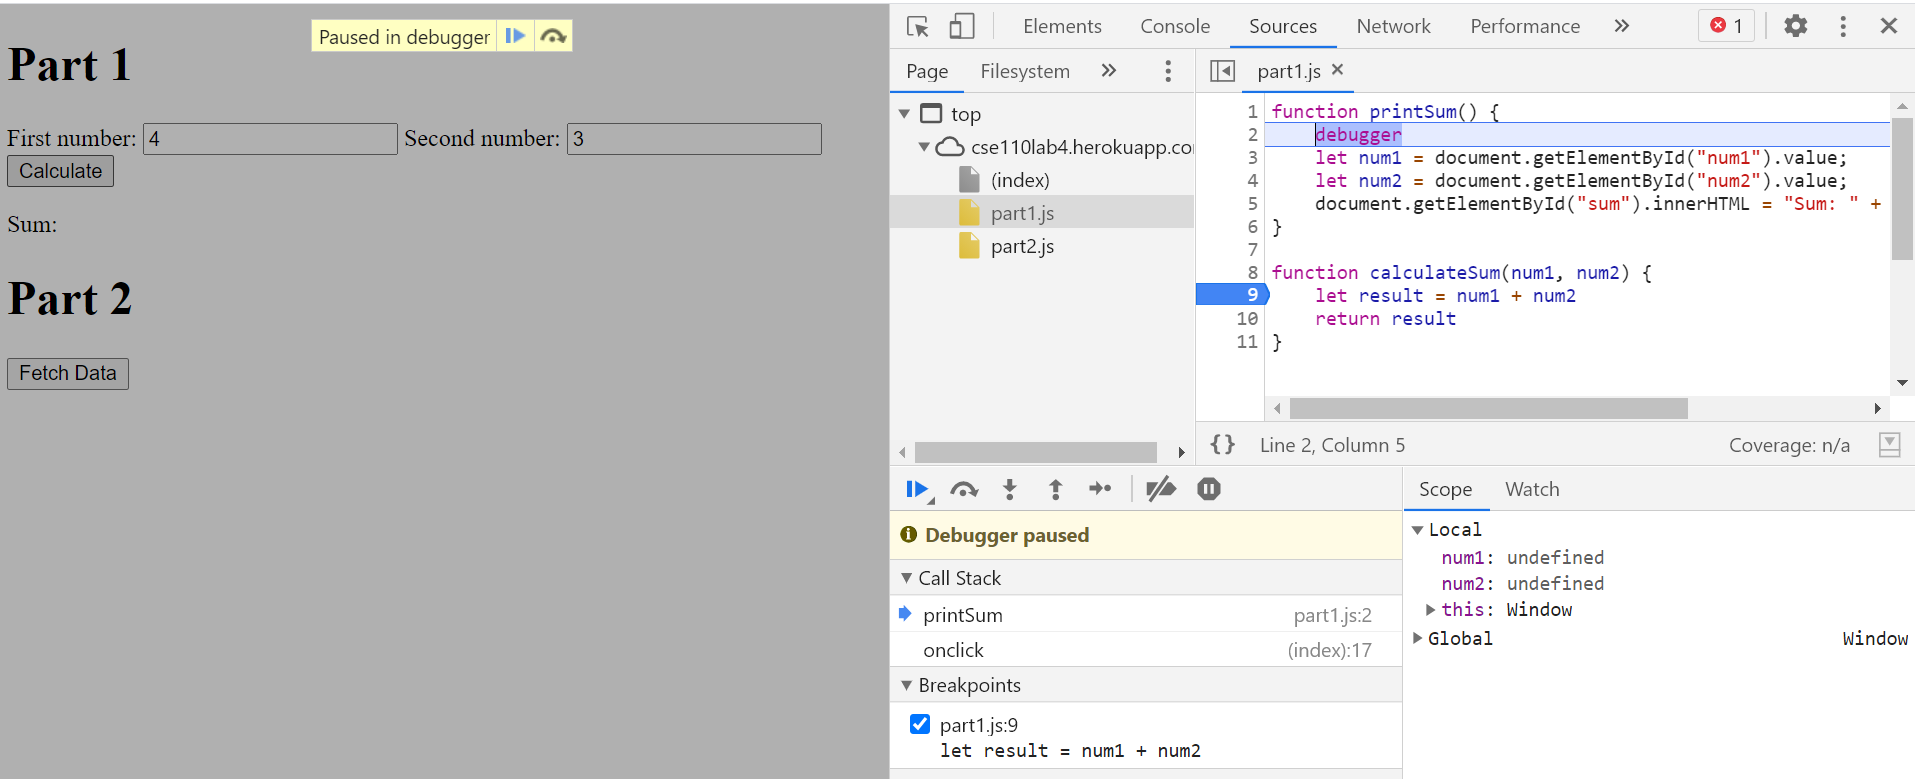 Paused in debugger
Part 1
First number: 4 Second number: 3
Calculate
Sum:
Part 2
Fetch Data
Elements Console Sources Network Performance » 1
Page Filesystem »
top
cse110lab4.herokuapp.co
(index)
part1.js
part2.js
part1.js ×
1 function printSum() {
2 debugger
3 let num1 = document.getElementById("num1").value;
4 let num2 = document.getElementById("num2").value;
5 document.getElementById("sum").innerHTML = "Sum: " +
6 }
7
8 function calculateSum(num1, num2) {
9 let result = num1 + num2
10 return result
11 }
{} Line 2, Column 5 Coverage: n/a
Debugger paused
Call Stack
printSum part1.js:2
onclick (index):17
Breakpoints
part1.js:9
let result = num1 + num2
Scope Watch
Local
num1: undefined
num2: undefined
this: Window
Global Window